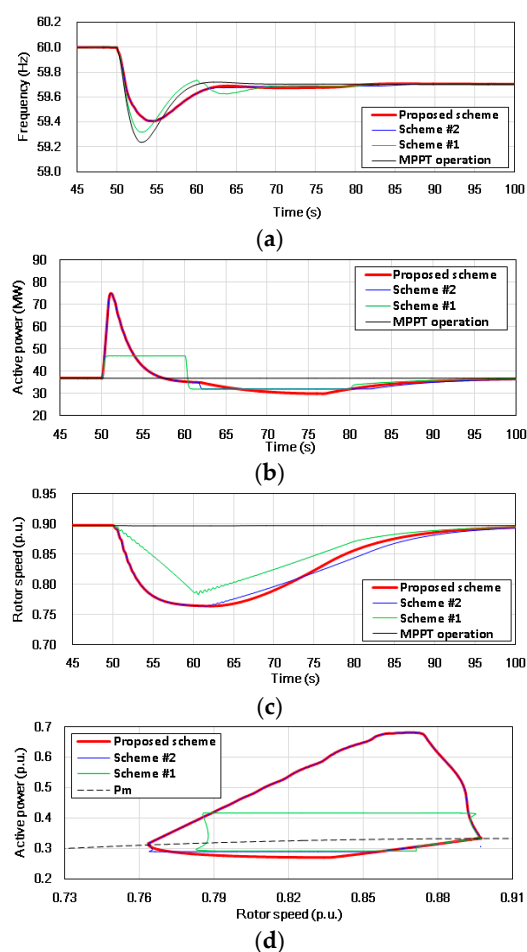 60.2
60.0
59.8
59.6
59.4
59.2
59.0
Frequency (Hz)
Proposed scheme
Scheme #2
Scheme #1
MPPT operation
45 50 55 60 65 70 75 80 85 90 95 100
Time (s)
(a)
90
80
70
60
50
40
30
20
Active power (MW)
Proposed scheme
Scheme #2
Scheme #1
MPPT operation
45 50 55 60 65 70 75 80 85 90 95 100
Time (s)
(b)
0.95
0.90
0.85
0.80
0.75
0.70
Rotor speed (p.u.)
Proposed scheme
Scheme #2
Scheme #1
MPPT operation
45 50 55 60 65 70 75 80 85 90 95 100
Time (s)
(c)
0.7
0.6
0.5
0.4
0.3
0.2
Active power (p.u.)
Proposed scheme
Scheme #2
Scheme #1
Pm
0.73 0.76 0.79 0.82 0.85 0.88 0.91
Rotor speed (p.u.)
(d)